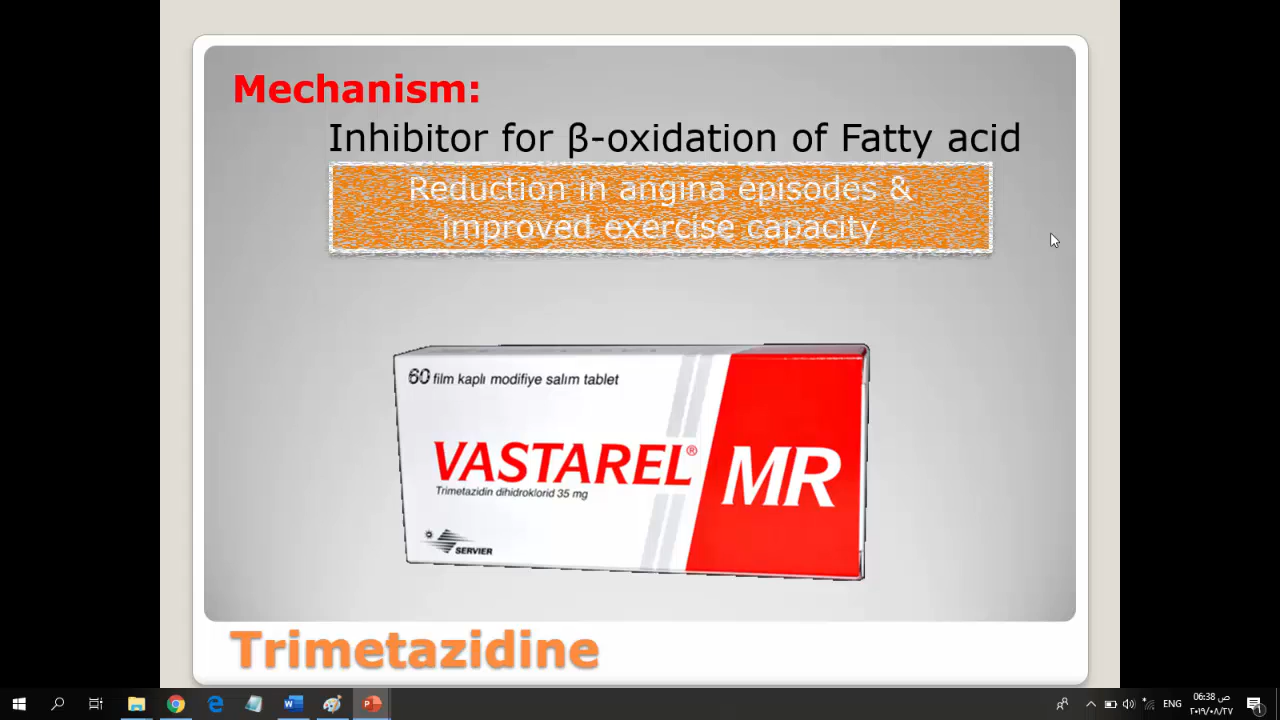 Mechanism:
Inhibitor for β-oxidation of Fatty acid
Reduction in angina episodes &
improved exercise capacity
60 film kaplı modifiye salım tablet
VASTAREL® MR
Trimetazidin dihidroklorid 35 mg
SERVIER
Trimetazidine
ENG
06:38 ص
٢٠١٩/٠٨/٢٧
1